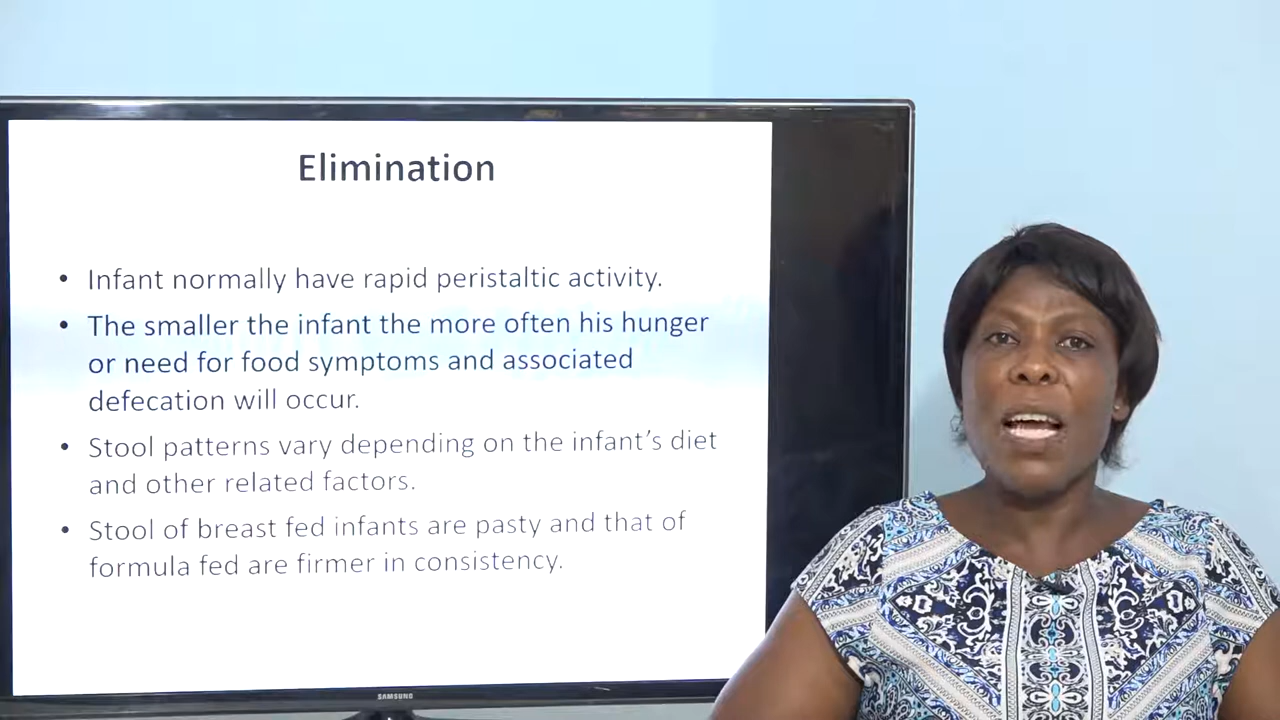 Elimination
• Infant normally have rapid peristaltic activity.
• The smaller the infant the more often his hunger
or need for food symptoms and associated
defecation will occur.
• Stool patterns vary depending on the infant's diet
and other related factors.
• Stool of breast fed infants are pasty and that of
formula fed are firmer in consistency.
SAMSUNG